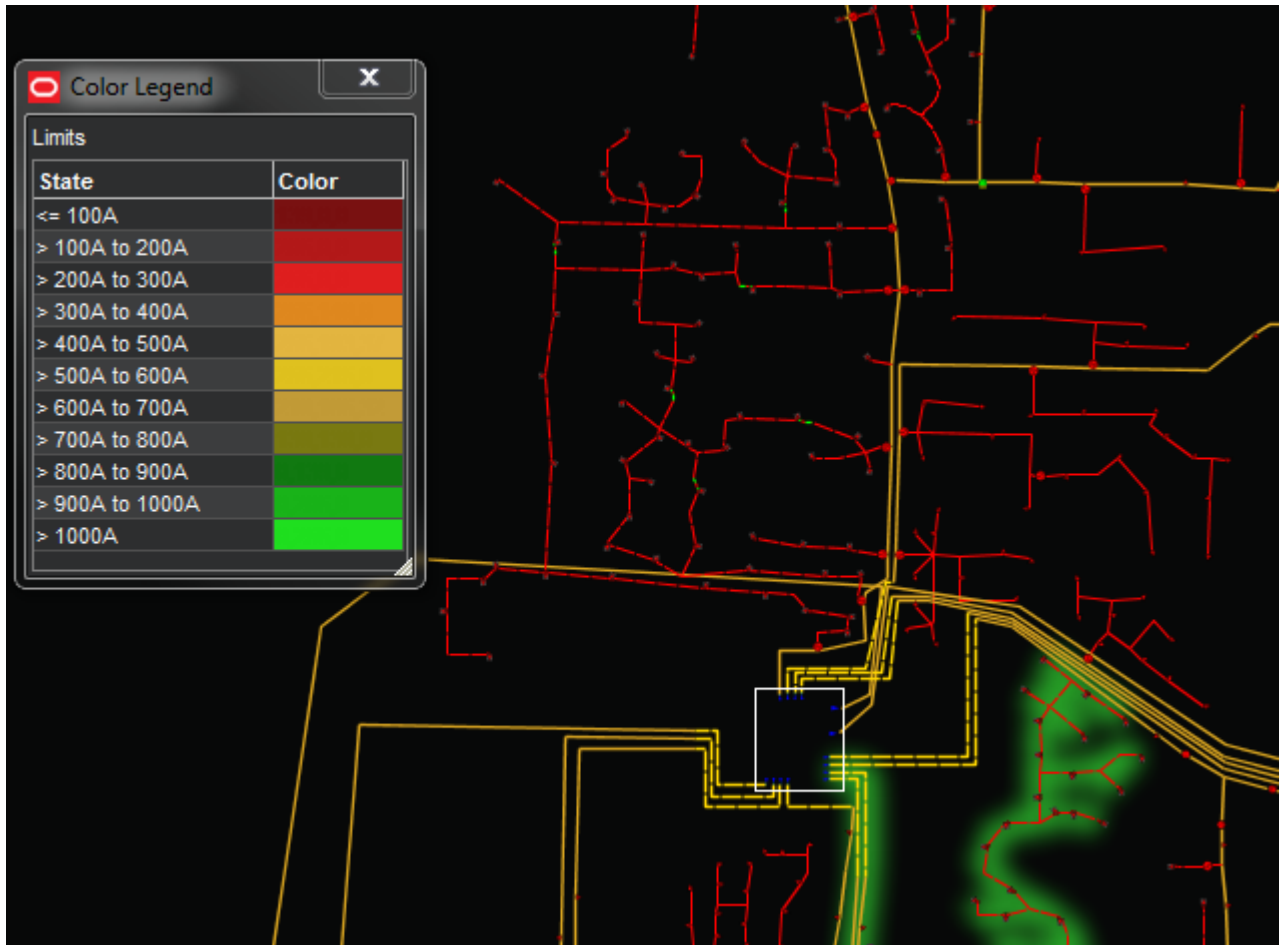 Color Legend
X
Limits
State Color
<= 100A
> 100A to 200A
> 200A to 300A
> 300A to 400A
> 400A to 500A
> 500A to 600A
> 600A to 700A
> 700A to 800A
> 800A to 900A
> 900A to 1000A
> 1000A